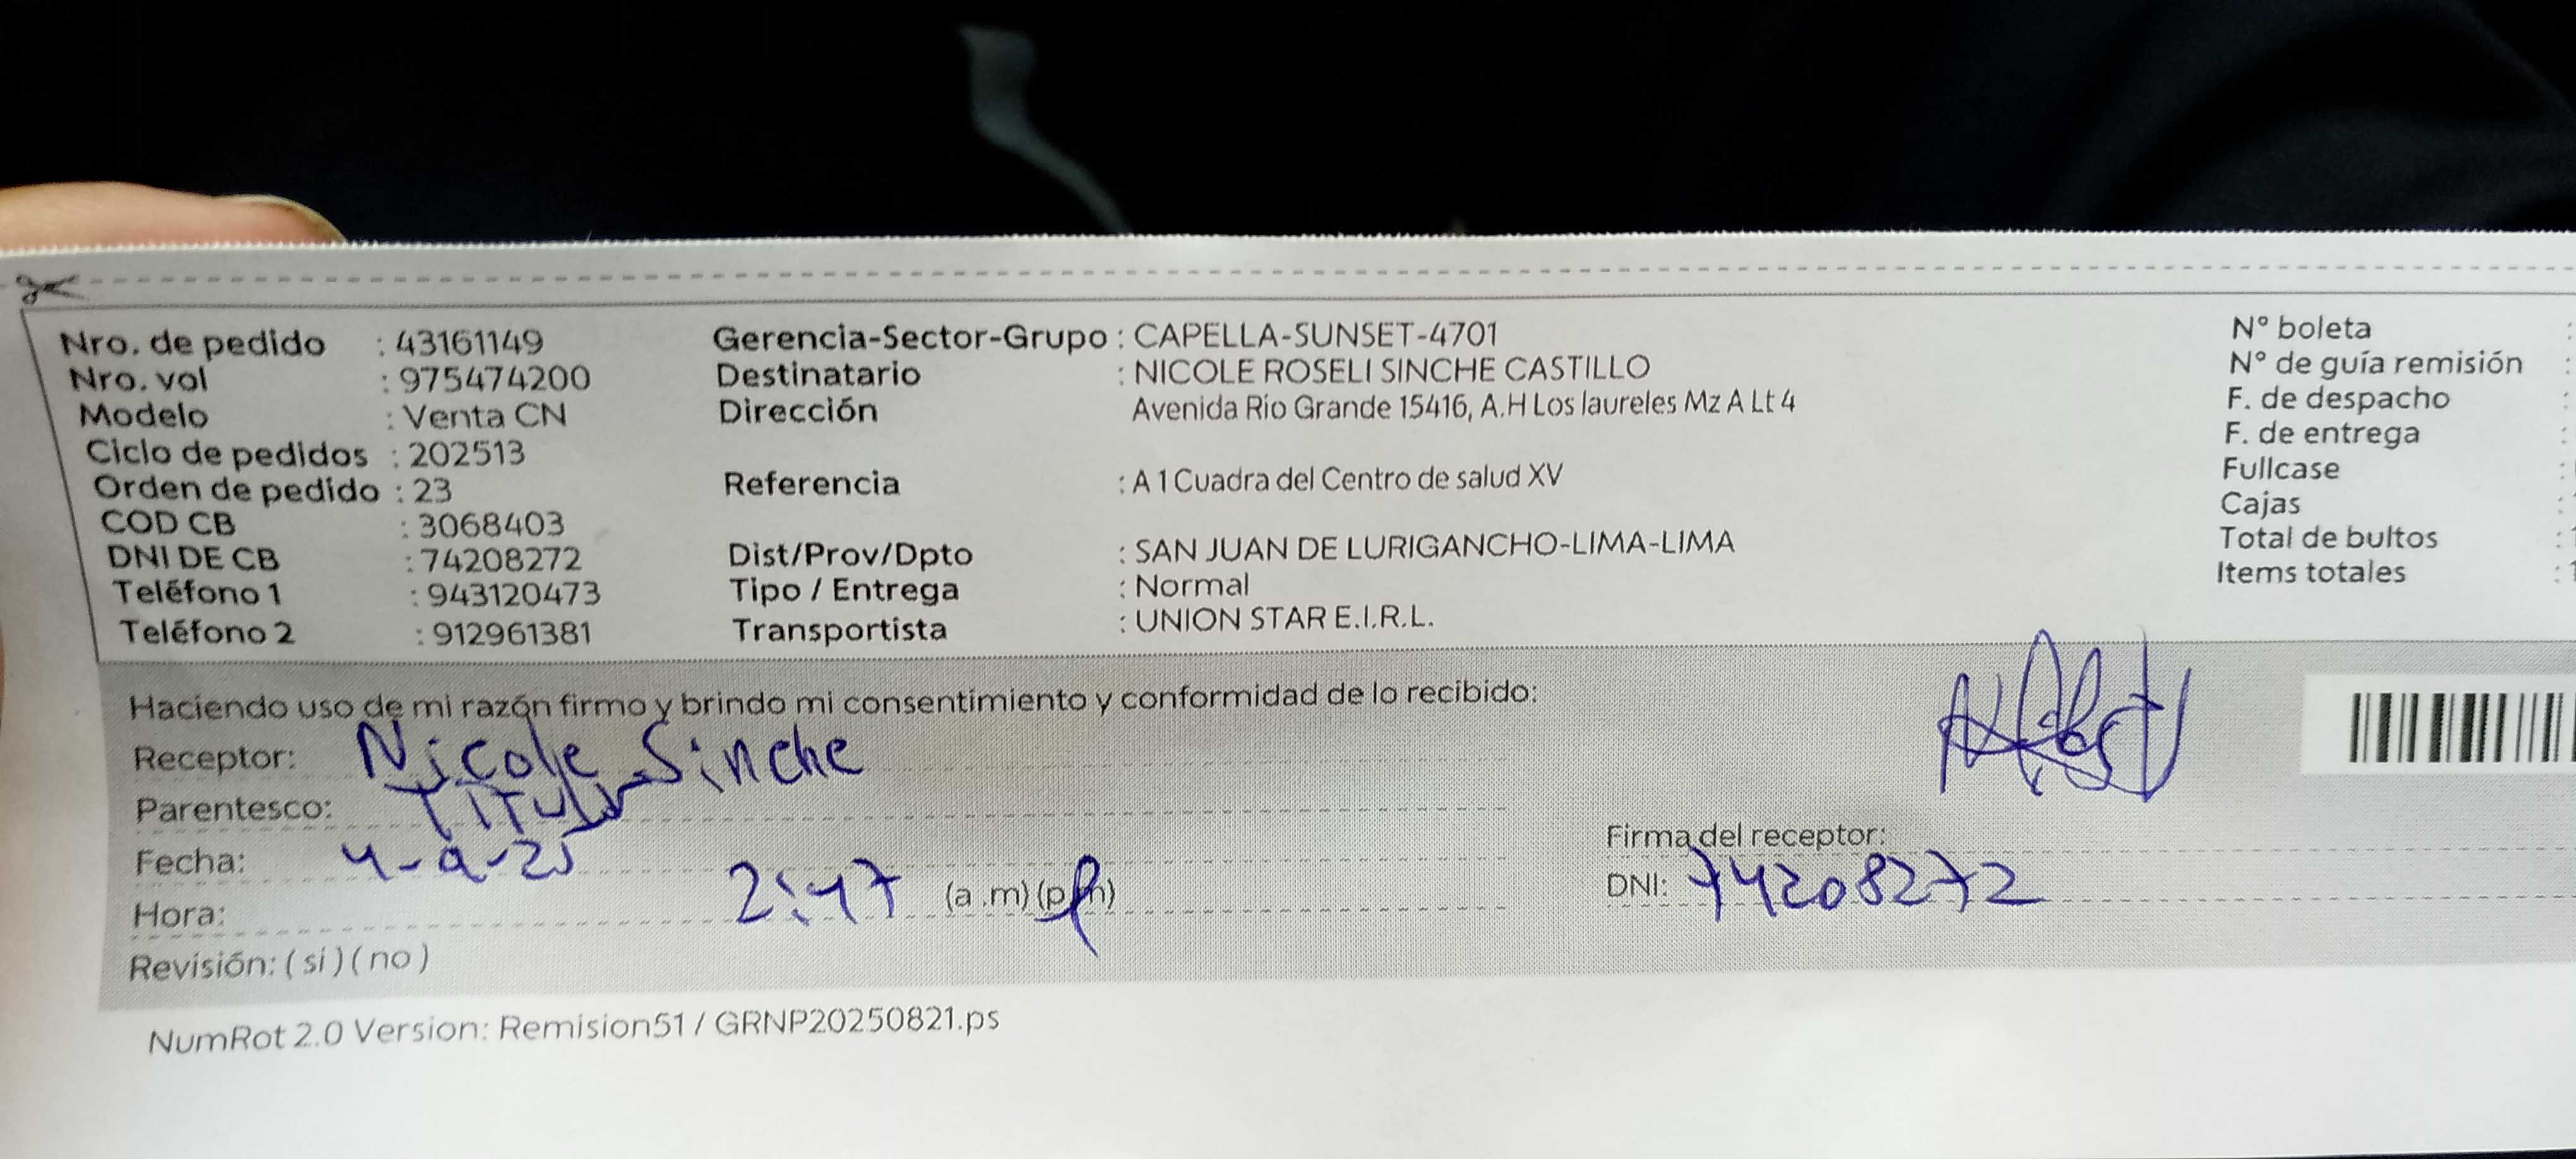 Nro. de pedido : 43161149
Nro. vol : 975474200
Modelo : Venta CN
Ciclo de pedidos : 202513
Orden de pedido : 23
COD CB : 3068403
DNI DE CB : 74208272
Teléfono 1 : 943120473
Teléfono 2 : 912961381
Gerencia-Sector-Grupo : CAPELLA-SUNSET-4701
Destinatario : NICOLE ROSELI SINCHE CASTILLO
Dirección Avenida Río Grande 15416, A.H Los laureles Mz A Lt 4
Referencia : A 1 Cuadra del Centro de salud XV
Dist/Prov/Dpto : SAN JUAN DE LURIGANCHO-LIMA-LIMA
Tipo / Entrega : Normal
Transportista : UNION STAR E.I.R.L.
N° boleta :
N° de guía remisión :
F. de despacho :
F. de entrega :
Fullcase :
Cajas :
Total de bultos :
Items totales :
Haciendo uso de mi razón firmo y brindo mi consentimiento y conformidad de lo recibido:
Receptor: Nicole Sinche
Parentesco: TITULAR
Fecha: 4-9-25
Hora: 2:47 (a .m) (p.m)
Revisión: ( si ) ( no )
Firma del receptor:
DNI: 74208272
NumRot 2.0 Version: Remision51 / GRNP20250821.ps